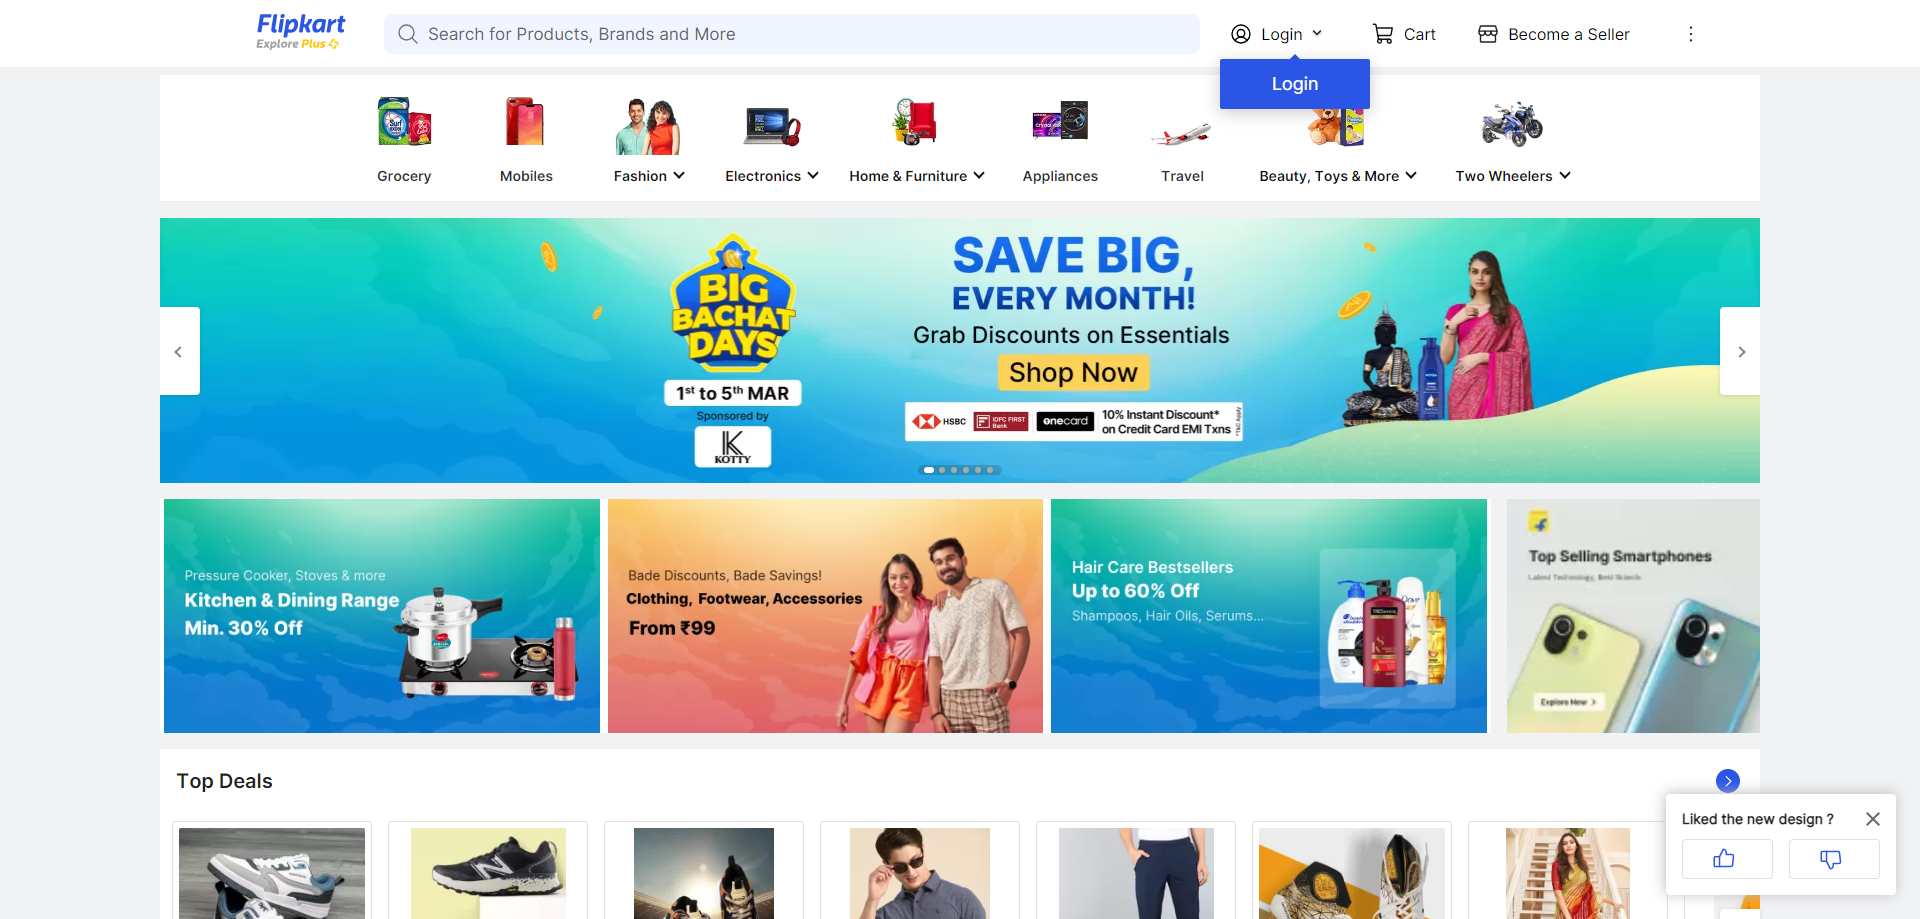 Flipkart
Explore Plus
Search for Products, Brands and More
Login
Cart
Become a Seller
Login
Grocery
Mobiles
Fashion
Electronics
Home & Furniture
Appliances
Travel
Beauty, Toys & More
Two Wheelers
BIG
BACHAT
DAYS
1st to 5th MAR
Sponsored by
K
KOTTY
SAVE BIG,
EVERY MONTH!
Grab Discounts on Essentials
Shop Now
HSBC
IDFC FIRST
Bank
onecard
10% Instant Discount*
on Credit Card EMI Txns
*T&C Apply
NIVEA
Pressure Cooker, Stoves & more
Kitchen & Dining Range
Min. 30% Off
Bade Discounts, Bade Savings!
Clothing, Footwear, Accessories
From ₹99
Hair Care Bestsellers
Up to 60% Off
Shampoos, Hair Oils, Serums...
TRESemmé
Dove
Top Selling Smartphones
Latest Technology, Best Brands
Explore Now
Top Deals
Liked the new design ?